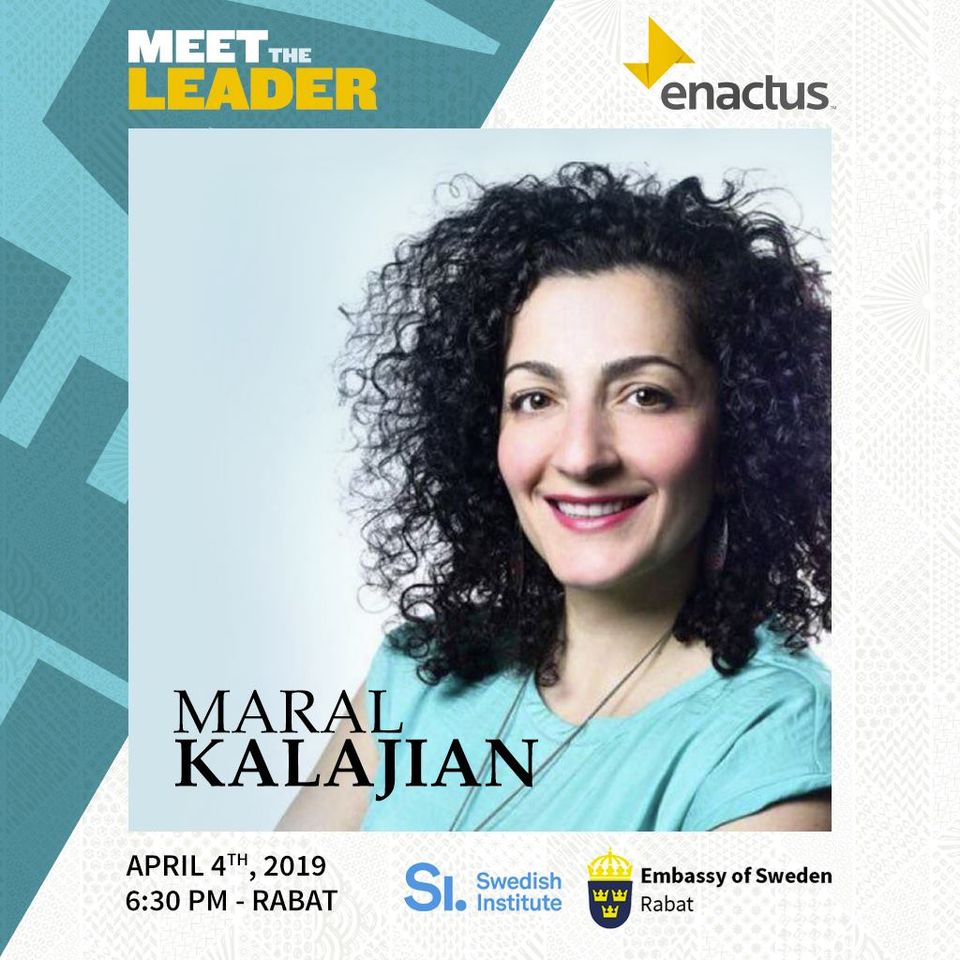 MEET THE
LEADER
enactus™
MARAL
KALAJIAN
APRIL 4TH, 2019
6:30 PM - RABAT
SI. Swedish
Institute
Embassy of Sweden
Rabat